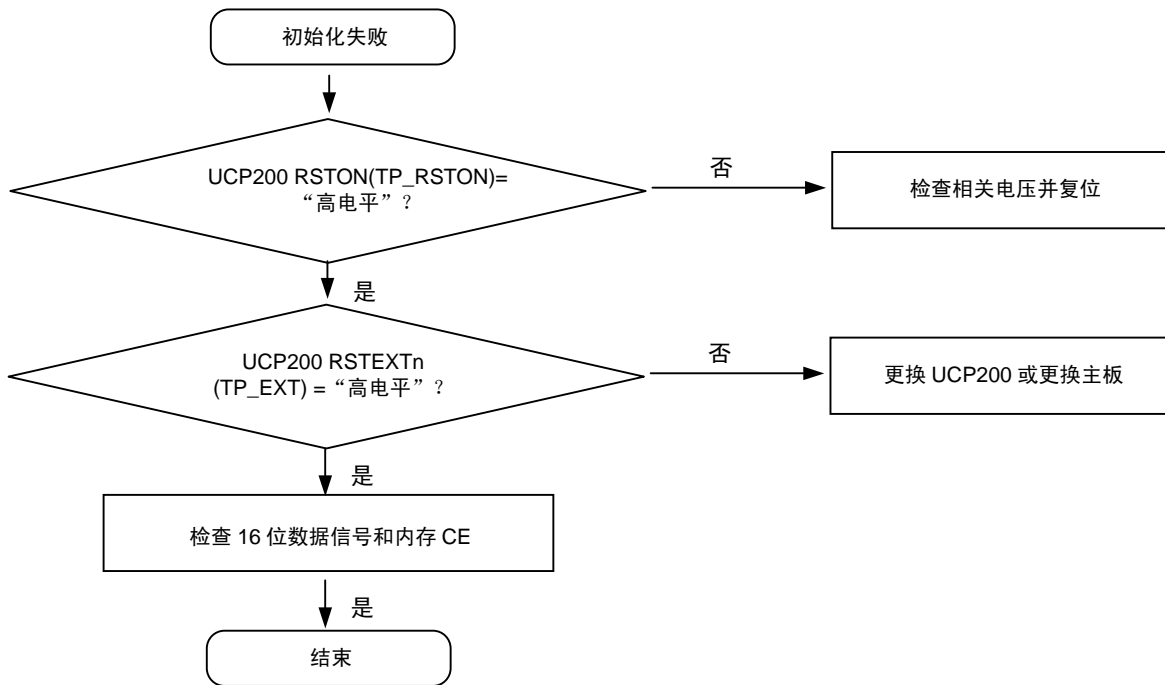 初始化失败
UCP200 RSTON(TP_RSTON)=
“高电平”？
否
检查相关电压并复位
是
UCP200 RSTEXTn
(TP_EXT) =“高电平”？
否
更换 UCP200 或更换主板
是
检查 16 位数据信号和内存 CE
是
结束